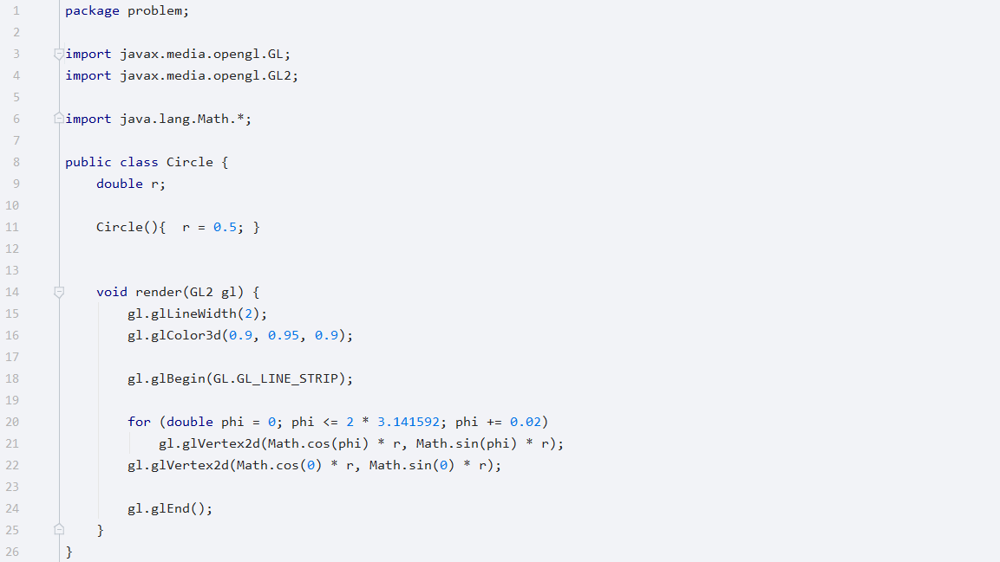 1 package problem;
2
3 import javax.media.opengl.GL;
4 import javax.media.opengl.GL2;
5
6 import java.lang.Math.*;
7
8 public class Circle {
9     double r;
10
11     Circle(){  r = 0.5; }
12
13
14     void render(GL2 gl) {
15         gl.glLineWidth(2);
16         gl.glColor3d(0.9, 0.95, 0.9);
17
18         gl.glBegin(GL.GL_LINE_STRIP);
19
20         for (double phi = 0; phi <= 2 * 3.141592; phi += 0.02)
21             gl.glVertex2d(Math.cos(phi) * r, Math.sin(phi) * r);
22         gl.glVertex2d(Math.cos(0) * r, Math.sin(0) * r);
23
24         gl.glEnd();
25     }
26 }